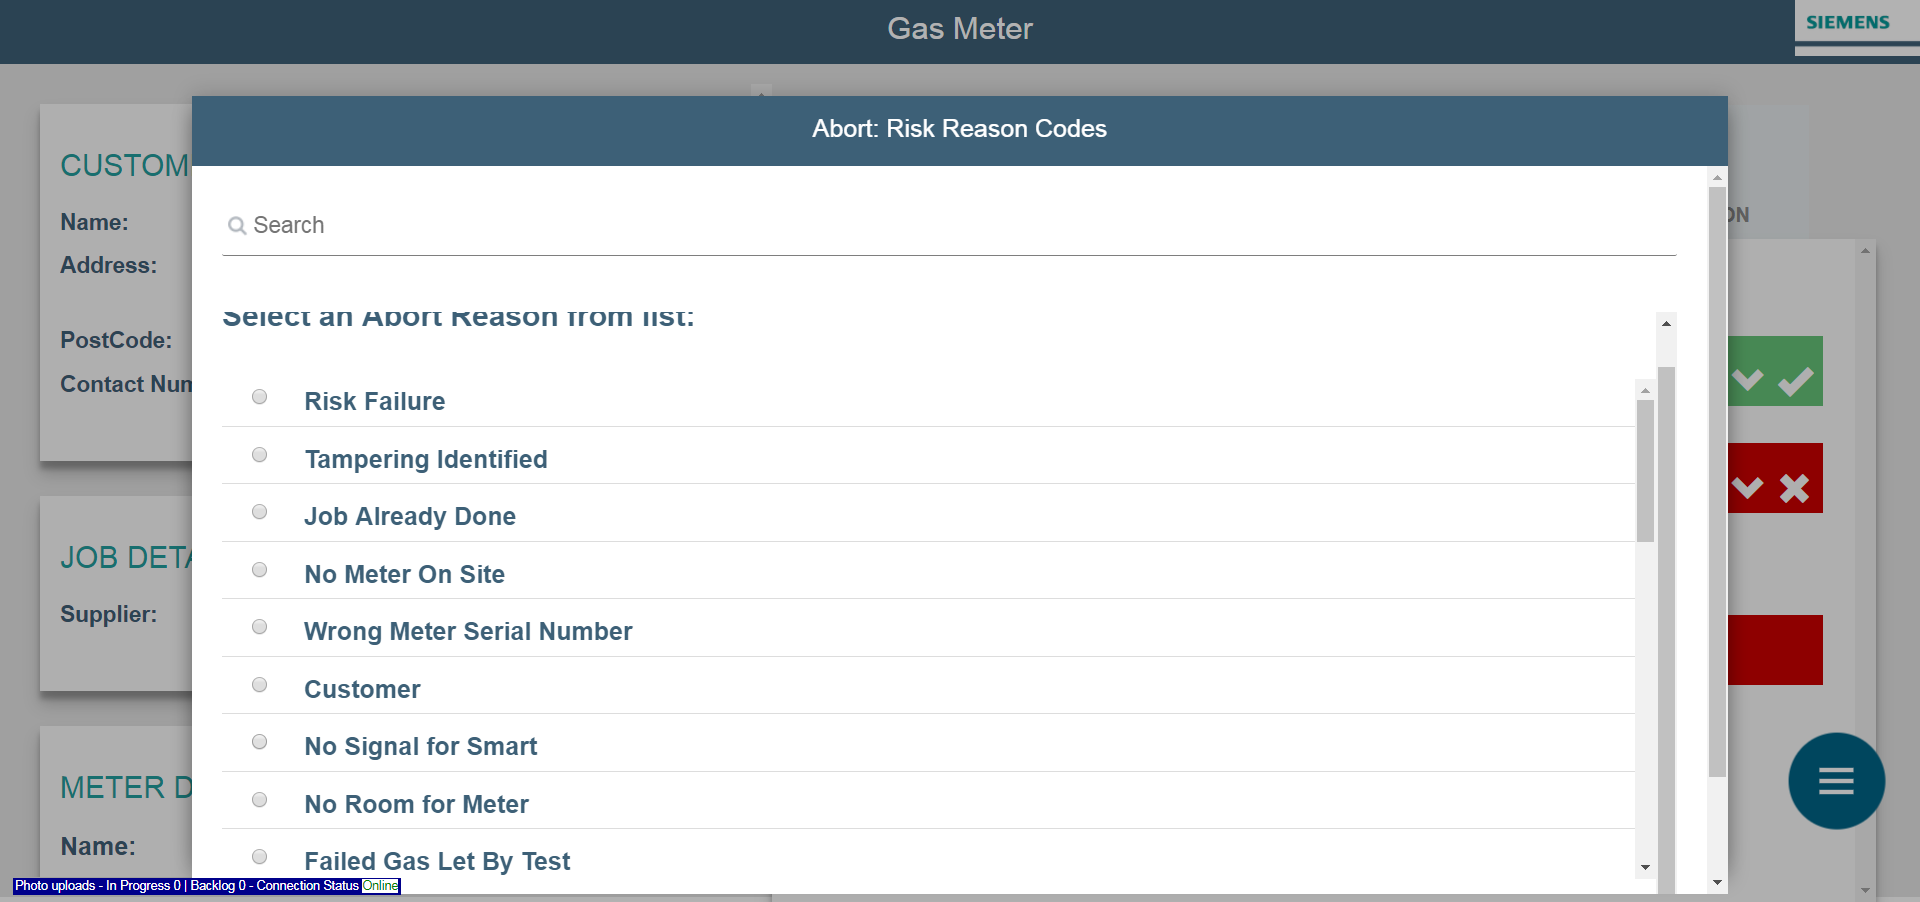 Gas Meter
SIEMENS
Abort: Risk Reason Codes
CUSTOM
Name:
Address:
PostCode:
Contact Num
JOB DETA
Supplier:
METER D
Name:
ON
Search
Select an Abort Reason from list:
Risk Failure
Tampering Identified
Job Already Done
No Meter On Site
Wrong Meter Serial Number
Customer
No Signal for Smart
No Room for Meter
Failed Gas Let By Test
Photo uploads - In Progress 0 | Backlog 0 - Connection Status Online